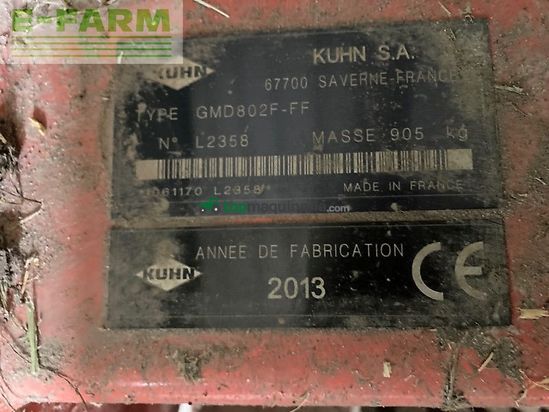 B-FARM
KUHN
KUHN S.A.
67700 SAVERNE-FRANCE
TYPE GMD802F-FF
N° L2358 MASSE 905 kg
L2358* MADE IN FRANCE
ANNÉE DE FABRICATION
KUHN
2013
CE